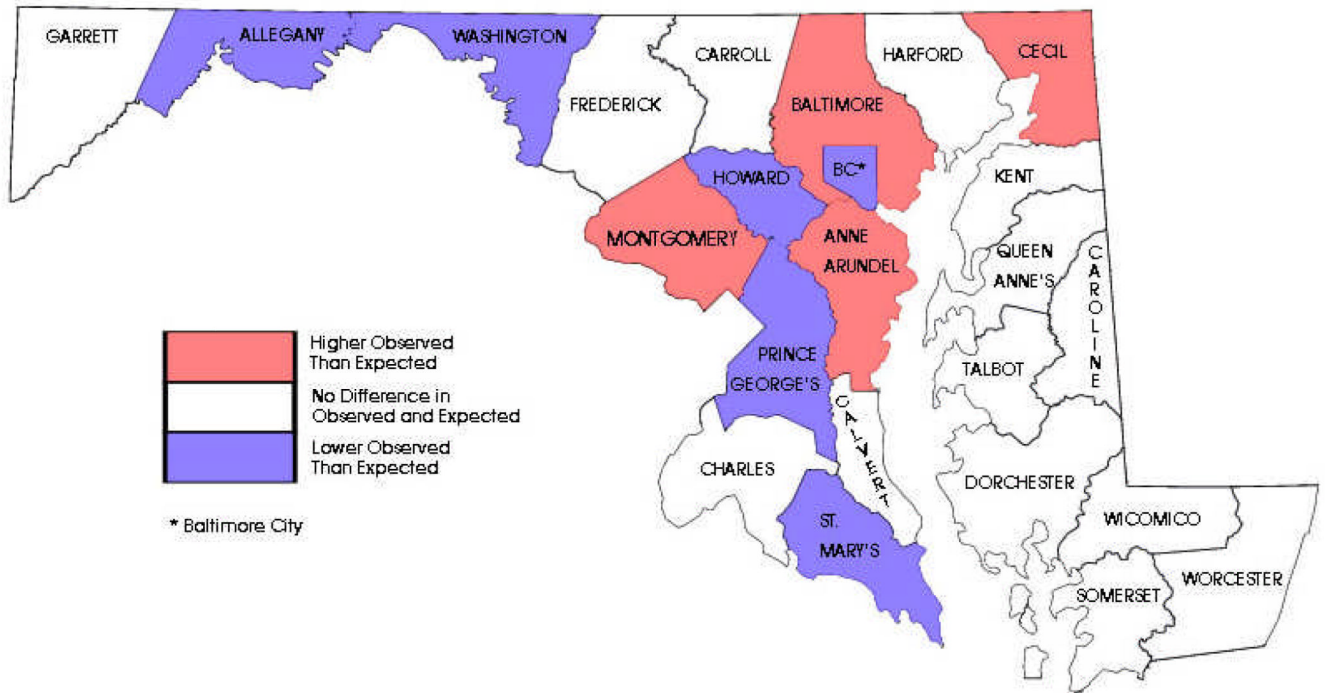 GARRETT
ALLEGANY
WASHINGTON
FREDERICK
CARROLL
BALTIMORE
HARFORD
CECIL
BC*
HOWARD
MONTGOMERY
ANNE
ARUNDEL
KENT
QUEEN
ANNE'S
CAROLINE
TALBOT
PRINCE
GEORGE'S
CALVERT
CHARLES
ST.
MARY'S
DORCHESTER
WICOMICO
WORCESTER
SOMERSET
Higher Observed
Than Expected
No Difference in
Observed and Expected
Lower Observed
Than Expected
* Baltimore City